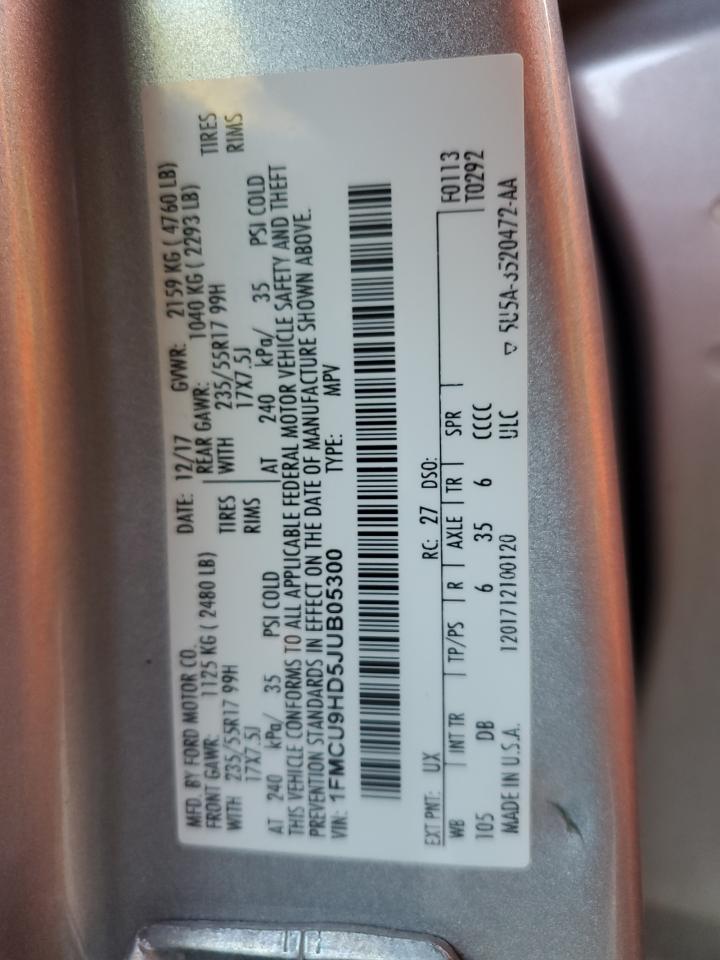 MFD. BY FORD MOTOR CO. DATE: 12/17 GVWR: 2159 KG ( 4760 LB)
FRONT GAWR: 1125 KG ( 2480 LB) REAR GAWR: 1040 KG ( 2293 LB)
WITH 235/55R17 99H TIRES WITH 235/55R17 99H TIRES
17X7.5J RIMS 17X7.5J RIMS
AT 240 kPa/ 35 PSI COLD AT 240 kPa/ 35 PSI COLD
THIS VEHICLE CONFORMS TO ALL APPLICABLE FEDERAL MOTOR VEHICLE SAFETY AND THEFT
PREVENTION STANDARDS IN EFFECT ON THE DATE OF MANUFACTURE SHOWN ABOVE.
VIN: 1FMCU9HD5JUB05300 TYPE: MPV
EXT PNT: UX RC: 27 DSO: F0113
WB INT TR TP/PS R AXLE TR SPR T0292
105 DB 6 35 6 CCCC
MADE IN U.S.A. 1201712100120 ULC ▽ 5U5A-3520472-AA